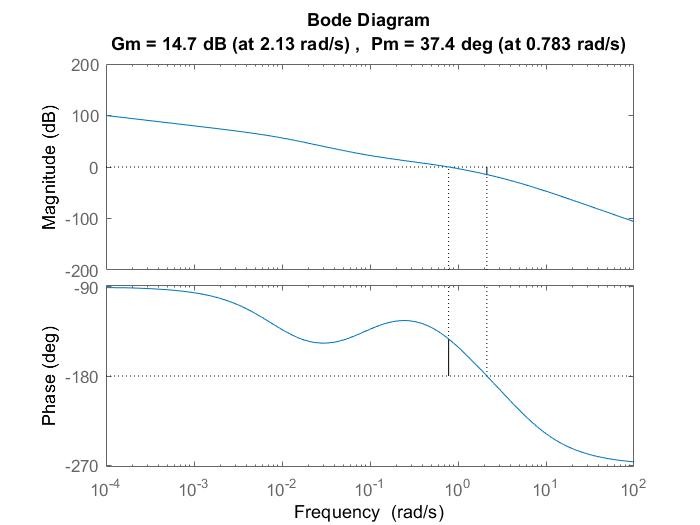 Bode Diagram
Gm = 14.7 dB (at 2.13 rad/s) ,  Pm = 37.4 deg (at 0.783 rad/s)
Magnitude (dB)
200
100
0
-100
-200
Phase (deg)
-90
-180
-270
10^-4 10^-3 10^-2 10^-1 10^0 10^1 10^2
Frequency  (rad/s)